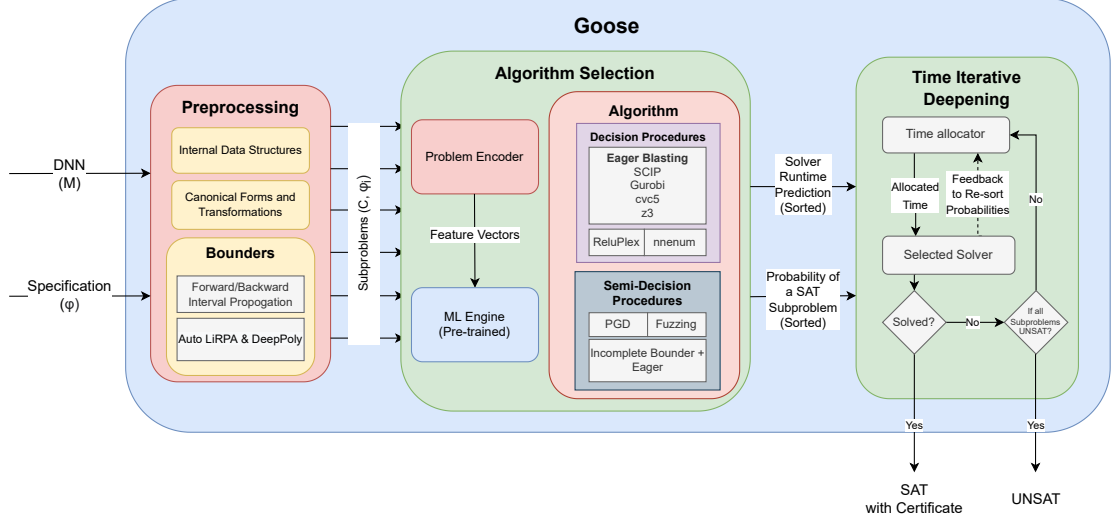 Goose
DNN
(M)
Specification
(φ)
Preprocessing
Internal Data Structures
Canonical Forms and
Transformations
Bounders
Forward/Backward
Interval Propogation
Auto LiRPA & DeepPoly
Subproblems (C, φi)
Algorithm Selection
Problem Encoder
Feature Vectors
ML Engine
(Pre-trained)
Algorithm
Decision Procedures
Eager Blasting
SCIP
Gurobi
cvc5
z3
ReluPlex
nnenum
Semi-Decision
Procedures
PGD
Fuzzing
Incomplete Bounder +
Eager
Solver
Runtime
Prediction
(Sorted)
Probability of
a SAT
Subproblem
(Sorted)
Time Iterative
Deepening
Time allocator
Allocated
Time
Feedback
to Re-sort
Probabilities
No
Selected Solver
Solved?
No
If all
Subproblems
UNSAT?
Yes
Yes
SAT
with Certificate
UNSAT